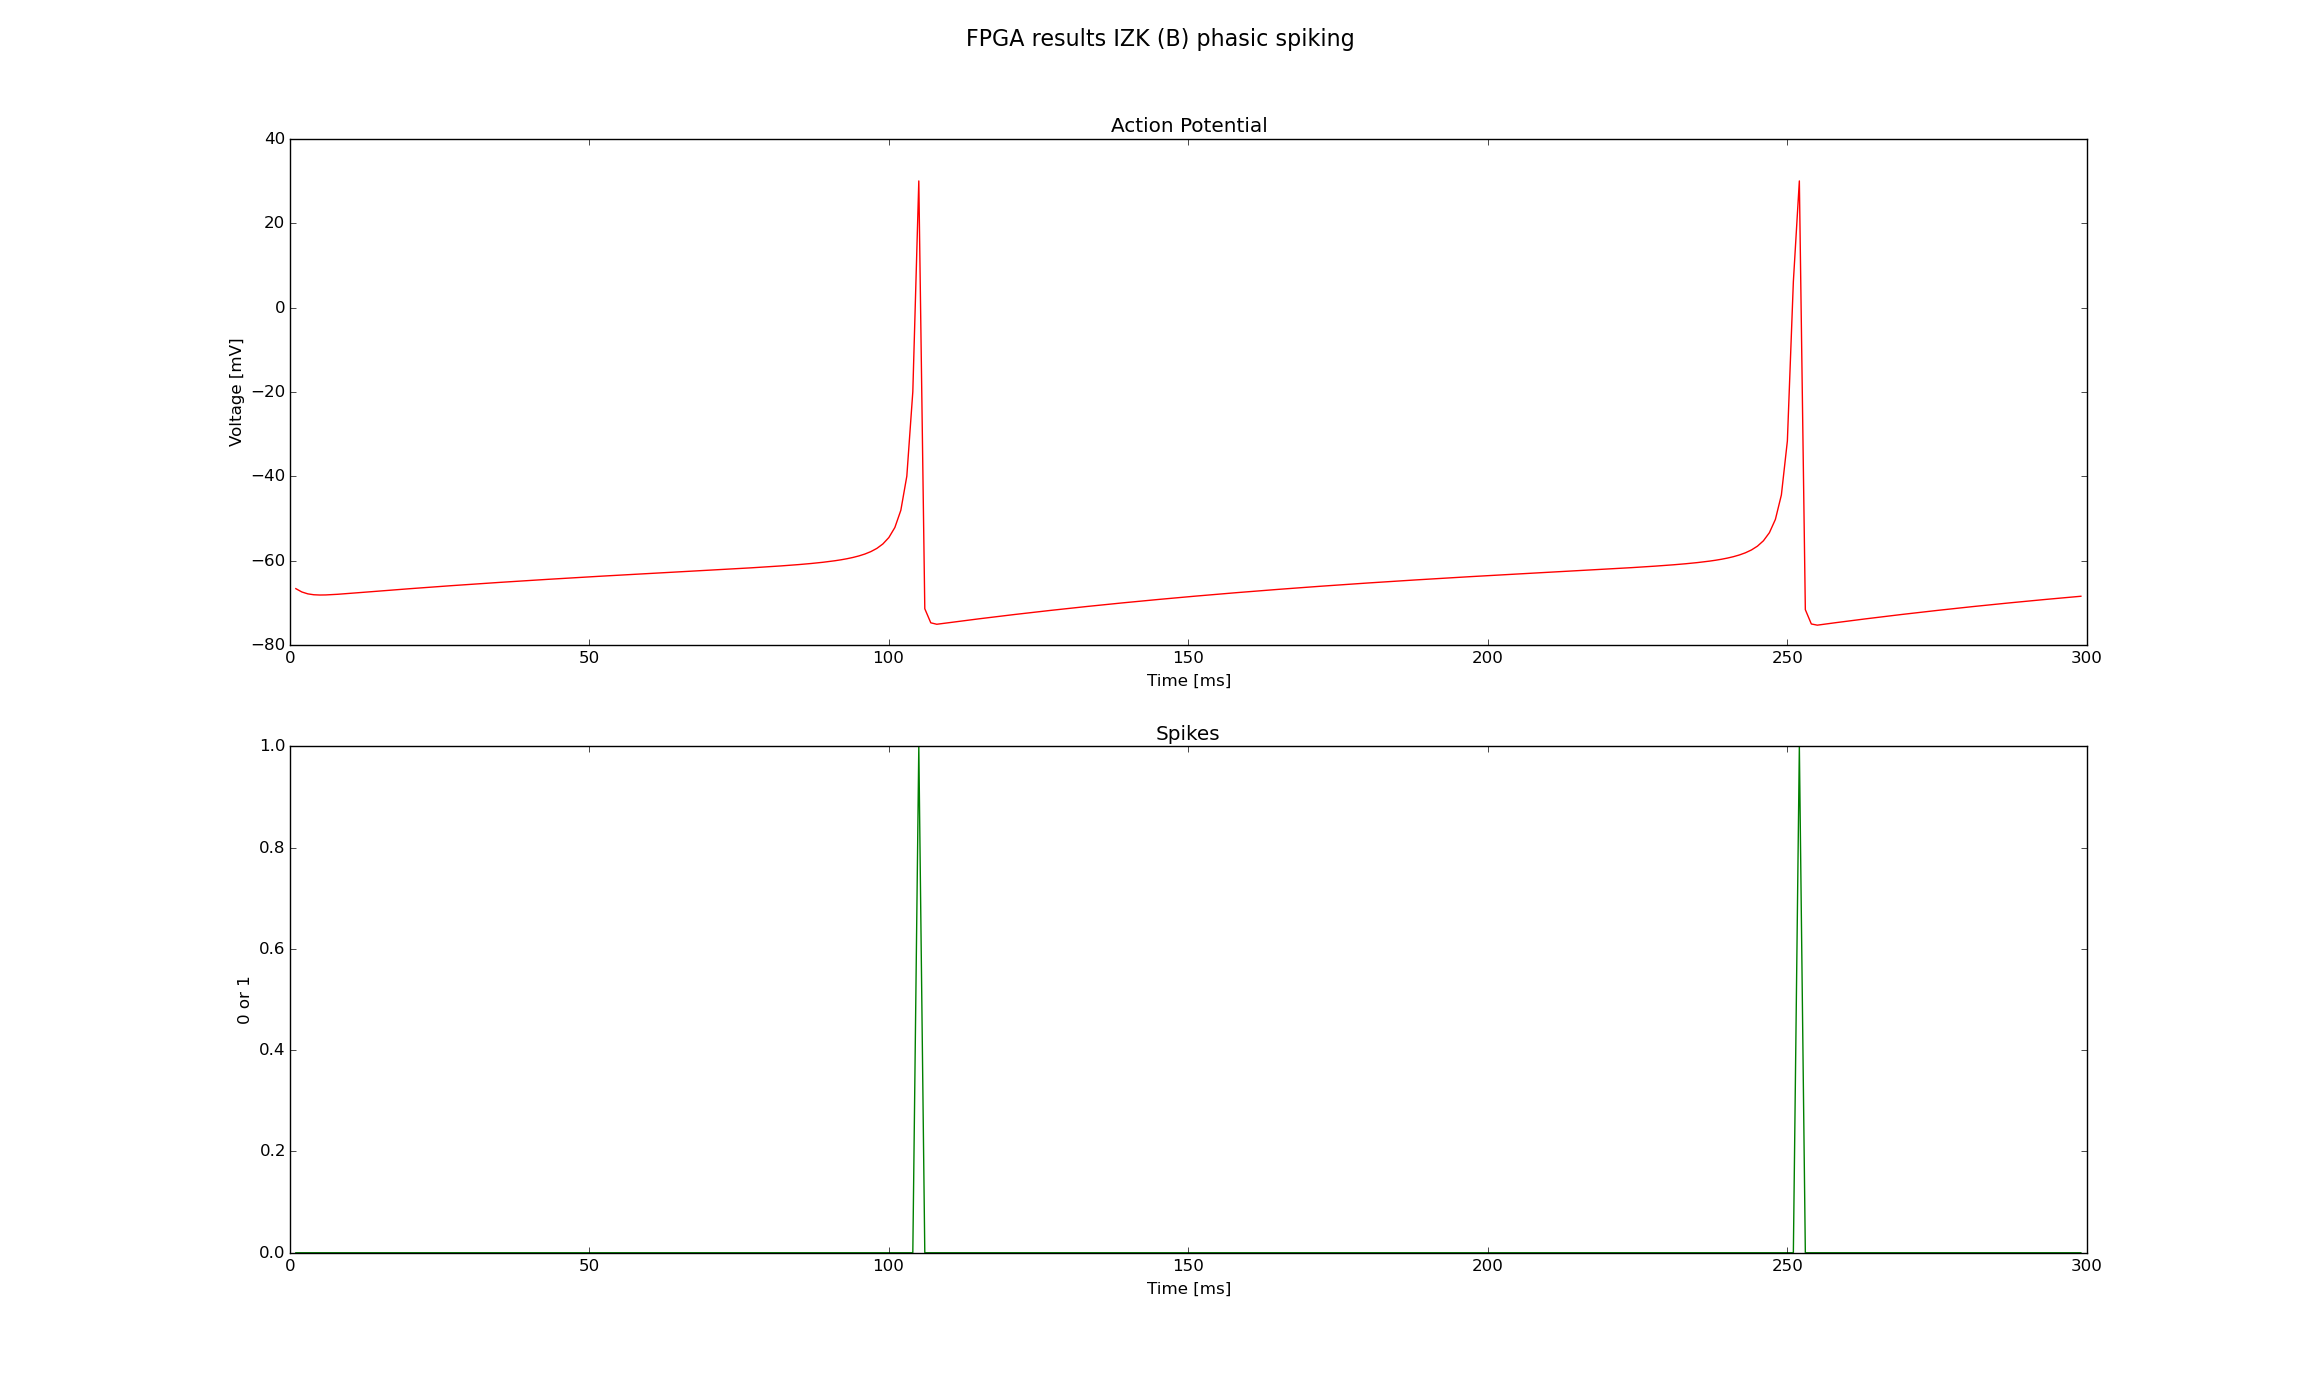 FPGA results IZK (B) phasic spiking
Action Potential
40
20
0
−20
−40
−60
−80
Voltage [mV]
0 50 100 150 200 250 300
Time [ms]
Spikes
1.0
0.8
0.6
0.4
0.2
0.0
0 or 1
0 50 100 150 200 250 300
Time [ms]